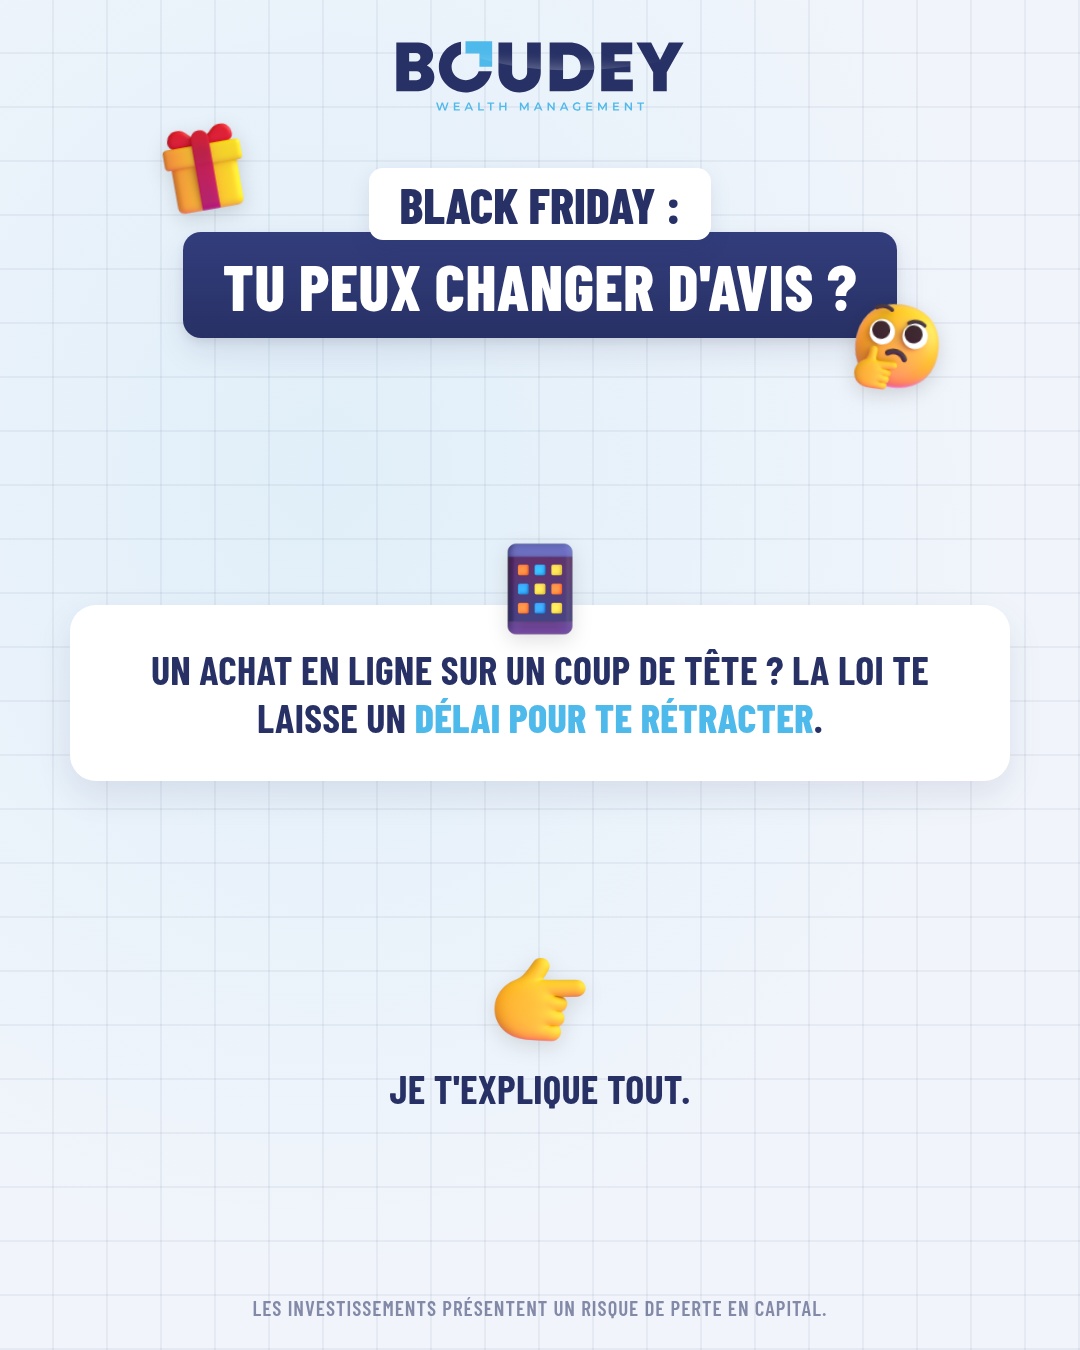 BOUDEY
WEALTH MANAGEMENT
BLACK FRIDAY :
TU PEUX CHANGER D'AVIS ?
UN ACHAT EN LIGNE SUR UN COUP DE TÊTE ? LA LOI TE
LAISSE UN DÉLAI POUR TE RÉTRACTER.
JE T'EXPLIQUE TOUT.
LES INVESTISSEMENTS PRÉSENTENT UN RISQUE DE PERTE EN CAPITAL.